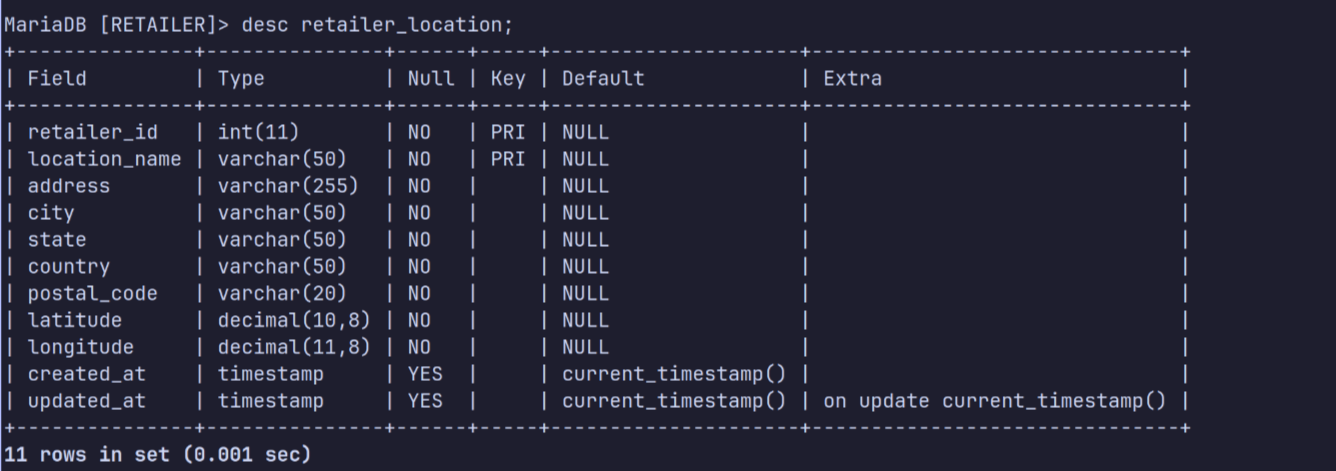 MariaDB [RETAILER]> desc retailer_location;
+---------------+---------------+------+-----+---------------------+-------------------------------+
| Field         | Type          | Null | Key | Default             | Extra                         |
+---------------+---------------+------+-----+---------------------+-------------------------------+
| retailer_id   | int(11)       | NO   | PRI | NULL                |                               |
| location_name | varchar(50)   | NO   | PRI | NULL                |                               |
| address       | varchar(255)  | NO   |     | NULL                |                               |
| city          | varchar(50)   | NO   |     | NULL                |                               |
| state         | varchar(50)   | NO   |     | NULL                |                               |
| country       | varchar(50)   | NO   |     | NULL                |                               |
| postal_code   | varchar(20)   | NO   |     | NULL                |                               |
| latitude      | decimal(10,8) | NO   |     | NULL                |                               |
| longitude     | decimal(11,8) | NO   |     | NULL                |                               |
| created_at    | timestamp     | YES  |     | current_timestamp() |                               |
| updated_at    | timestamp     | YES  |     | current_timestamp() | on update current_timestamp() |
+---------------+---------------+------+-----+---------------------+-------------------------------+
11 rows in set (0.001 sec)